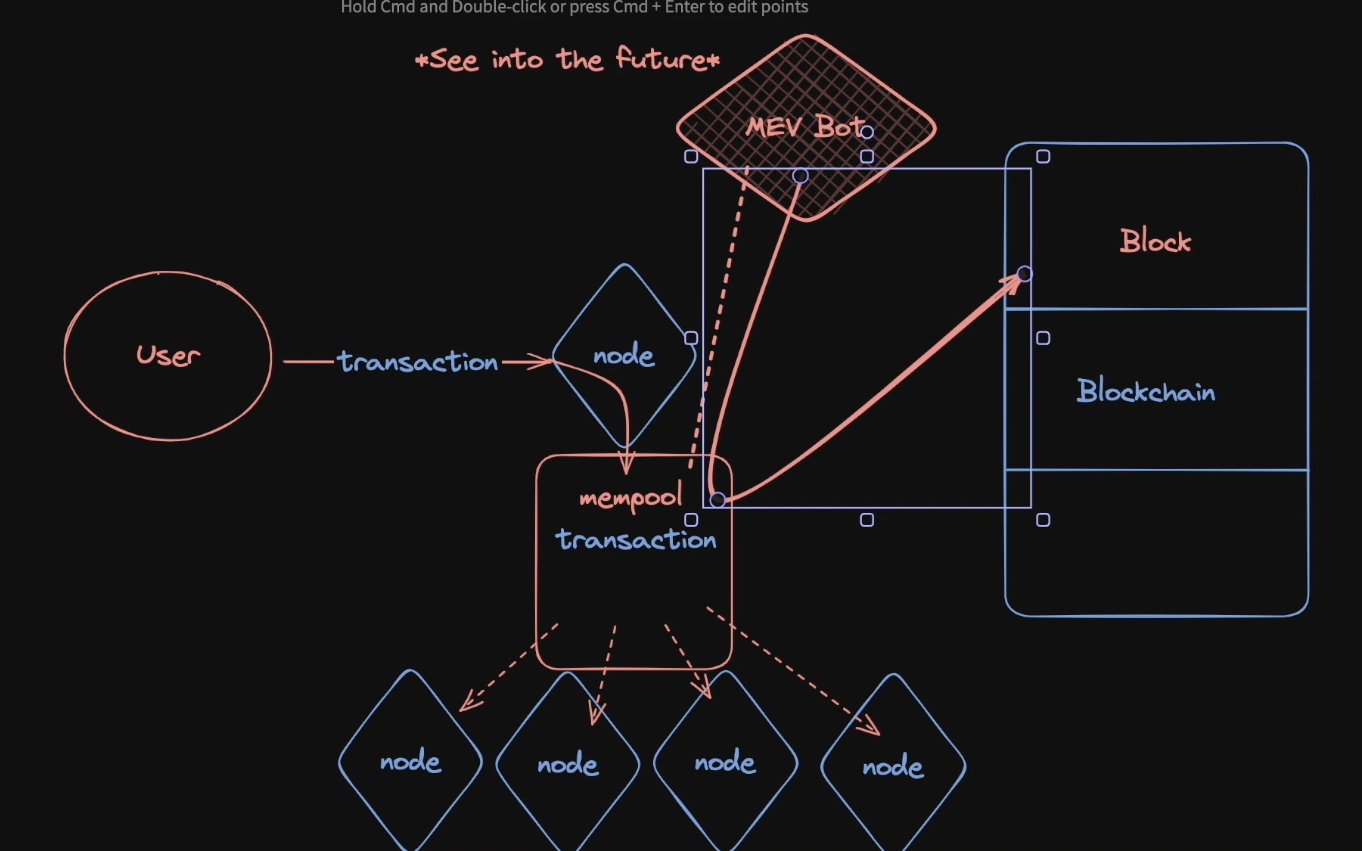 Hold Cmd and Double-click or press Cmd + Enter to edit points
*See into the future*
MEV Bot
Block
User
transaction
node
Blockchain
mempool
transaction
node
node
node
node